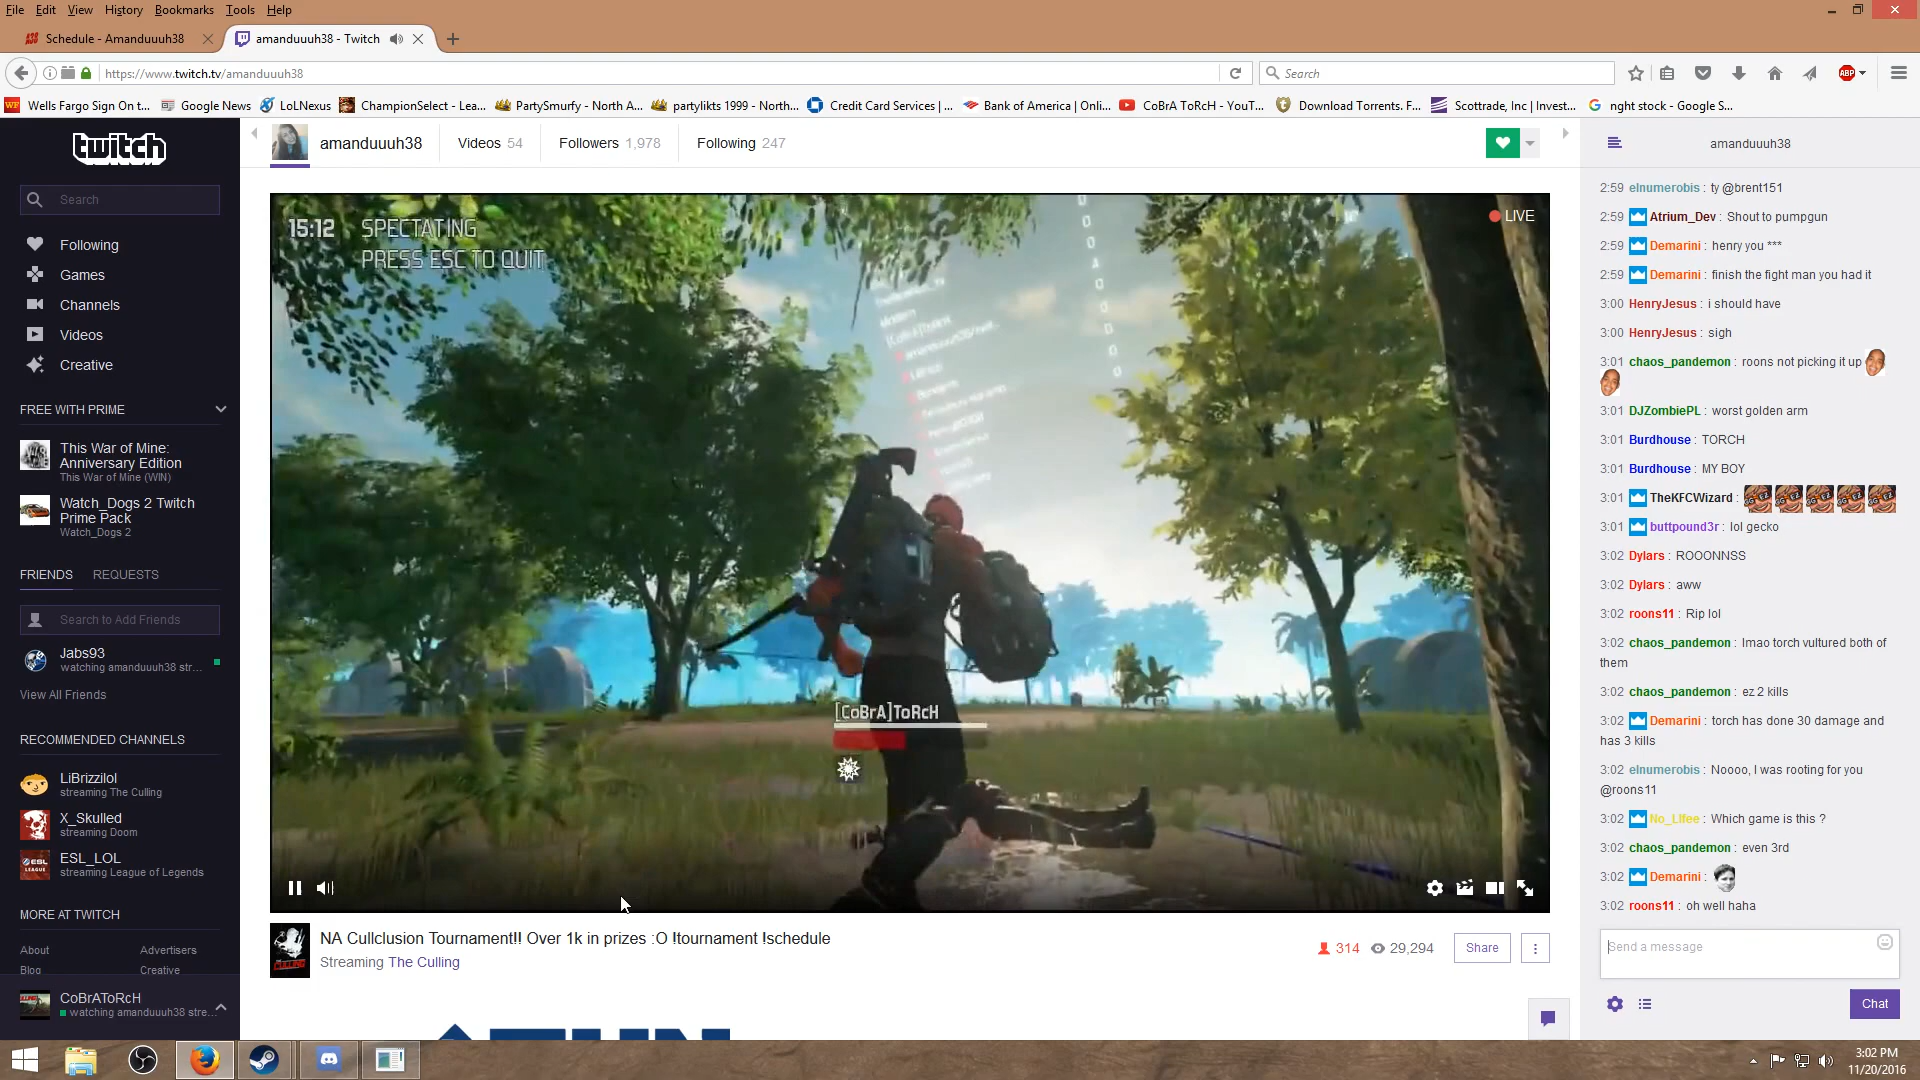 File Edit View History Bookmarks Tools Help
Schedule - Amanduuuh38
amanduuuh38 - Twitch
https://www.twitch.tv/amanduuuh38
Search
Wells Fargo Sign On t...
Google News
LoLNexus
ChampionSelect - Lea...
PartySmurfy - North A...
partylikts 1999 - North...
Credit Card Services | ...
Bank of America | Onli...
CoBrA ToRcH - YouT...
Download Torrents. F...
Scottrade, Inc | Invest...
nght stock - Google S...
twitch
Search
Following
Games
Channels
Videos
Creative
FREE WITH PRIME
This War of Mine:
Anniversary Edition
This War of Mine (WIN)
Watch_Dogs 2 Twitch
Prime Pack
Watch_Dogs 2
FRIENDS REQUESTS
Search to Add Friends
Jabs93
watching amanduuuh38 str...
View All Friends
RECOMMENDED CHANNELS
LiBrizzilol
streaming The Culling
X_Skulled
streaming Doom
ESL_LOL
streaming League of Legends
MORE AT TWITCH
About Advertisers
Blog Creative
CoBrAToRcH
watching amanduuuh38 stre...
amanduuuh38
Videos 54
Followers 1,978
Following 247
15:12 SPECTATING
PRESS ESC TO QUIT
LIVE
[CoBrA]ToRcH
NA Cullclusion Tournament!! Over 1k in prizes :O !tournament !schedule
Streaming The Culling
314 29,294
Share
amanduuuh38
2:59 elnumerobis : ty @brent151
2:59 Atrium_Dev : Shout to pumpgun
2:59 Demarini : henry you ***
2:59 Demarini : finish the fight man you had it
3:00 HenryJesus : i should have
3:00 HenryJesus : sigh
3:01 chaos_pandemon : roons not picking it up
3:01 DJZombiePL : worst golden arm
3:01 Burdhouse : TORCH
3:01 Burdhouse : MY BOY
3:01 TheKFCWizard :
3:01 buttpound3r : lol gecko
3:02 Dylars : ROOONNSS
3:02 Dylars : aww
3:02 roons11 : Rip lol
3:02 chaos_pandemon : lmao torch vultured both of
them
3:02 chaos_pandemon : ez 2 kills
3:02 Demarini : torch has done 30 damage and
has 3 kills
3:02 elnumerobis : Noooo, I was rooting for you
@roons11
3:02 No_LIfee : Which game is this ?
3:02 chaos_pandemon : even 3rd
3:02 Demarini :
3:02 roons11 : oh well haha
Send a message
Chat
3:02 PM
11/20/2016